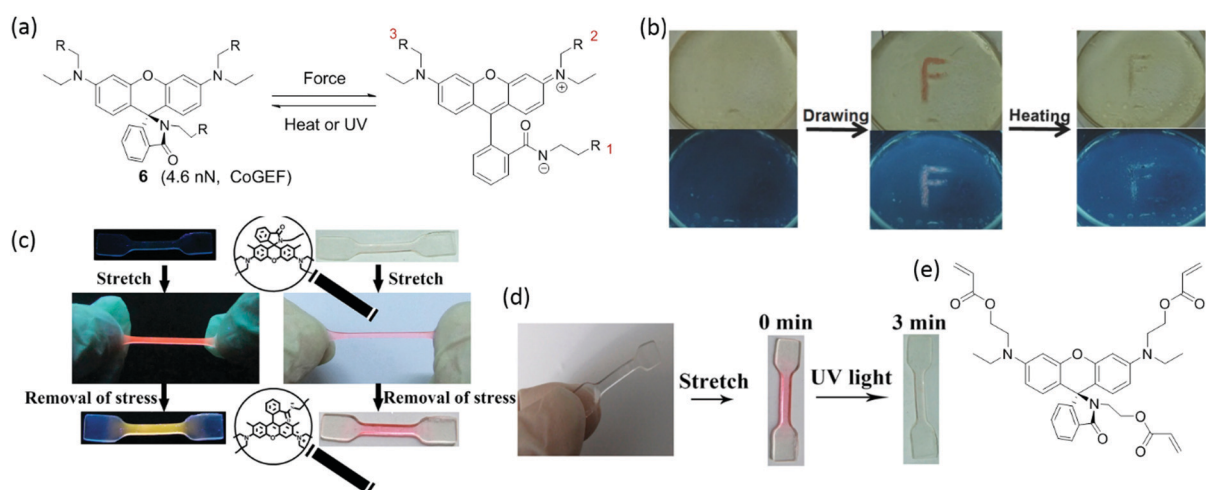 (a)
R
R
N
O
N
N
R
O
6 (4.6 nN, CoGEF)
Force
Heat or UV
3
R
R
2
N
O
N
⊕
O
N
⊖
R
1
(b)
Drawing
Heating
F
F
F
F
(c)
Stretch
Stretch
Removal of stress
Removal of stress
(d)
Stretch
0 min
UV light
3 min
(e)
O
O
O
O
N
O
N
N
O
O
O